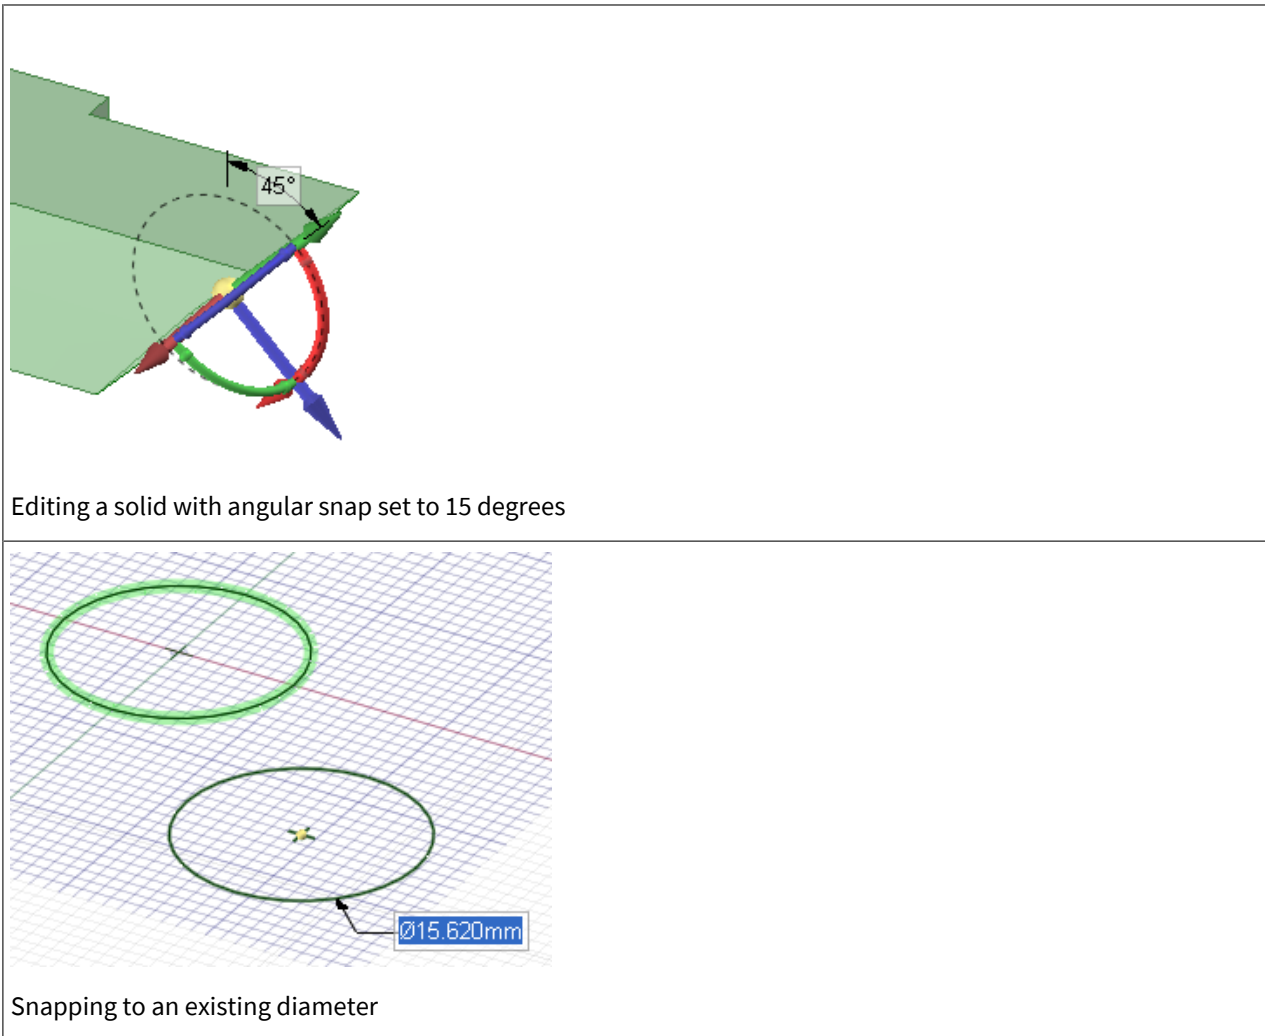 45°
Editing a solid with angular snap set to 15 degrees
Ø15.620mm
Snapping to an existing diameter